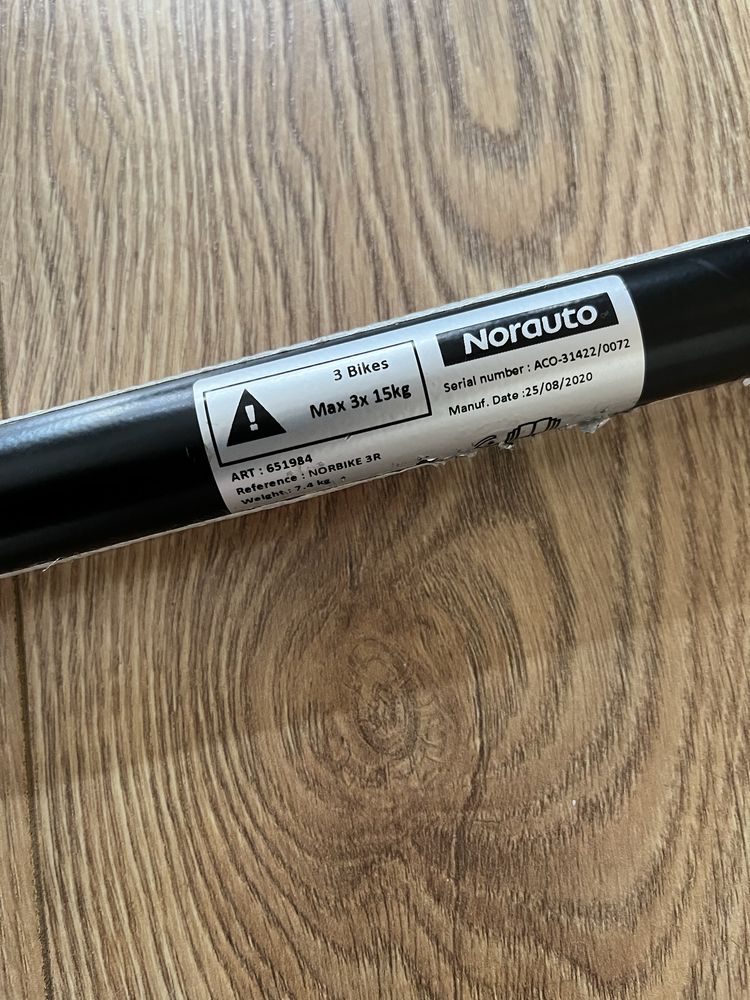 3 Bikes
Max 3x 15kg
ART : 651984
Reference : NORBIKE 3R
Weight : 7.4 kg
Norauto
Serial number : ACO-31422/0072
Manuf. Date :25/08/2020